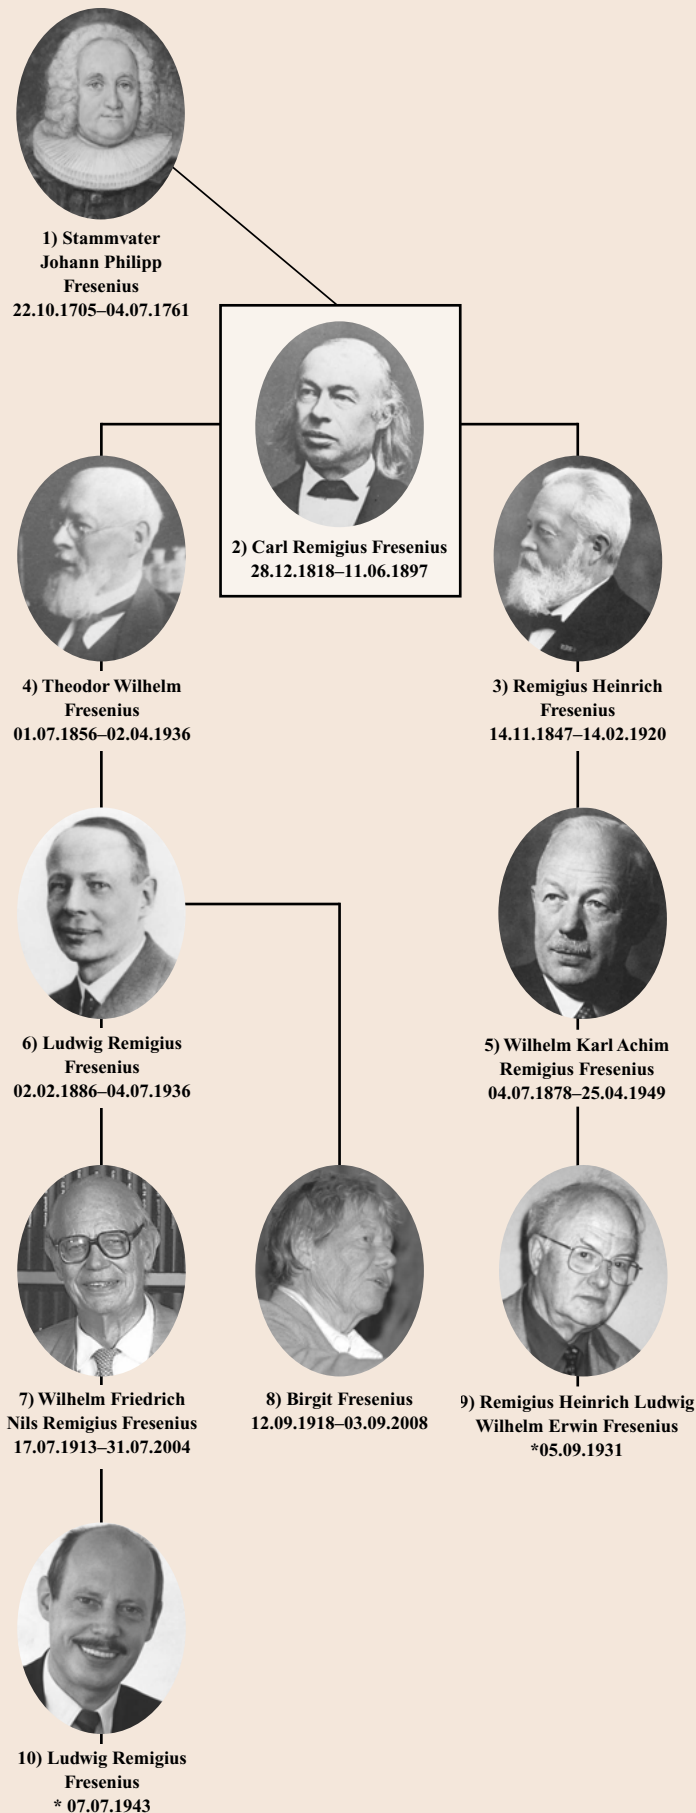 1) Stammvater
Johann Philipp
Fresenius
22.10.1705–04.07.1761
2) Carl Remigius Fresenius
28.12.1818–11.06.1897
4) Theodor Wilhelm
Fresenius
01.07.1856–02.04.1936
3) Remigius Heinrich
Fresenius
14.11.1847–14.02.1920
6) Ludwig Remigius
Fresenius
02.02.1886–04.07.1936
5) Wilhelm Karl Achim
Remigius Fresenius
04.07.1878–25.04.1949
7) Wilhelm Friedrich
Nils Remigius Fresenius
17.07.1913–31.07.2004
8) Birgit Fresenius
12.09.1918–03.09.2008
9) Remigius Heinrich Ludwig
Wilhelm Erwin Fresenius
*05.09.1931
10) Ludwig Remigius
Fresenius
* 07.07.1943